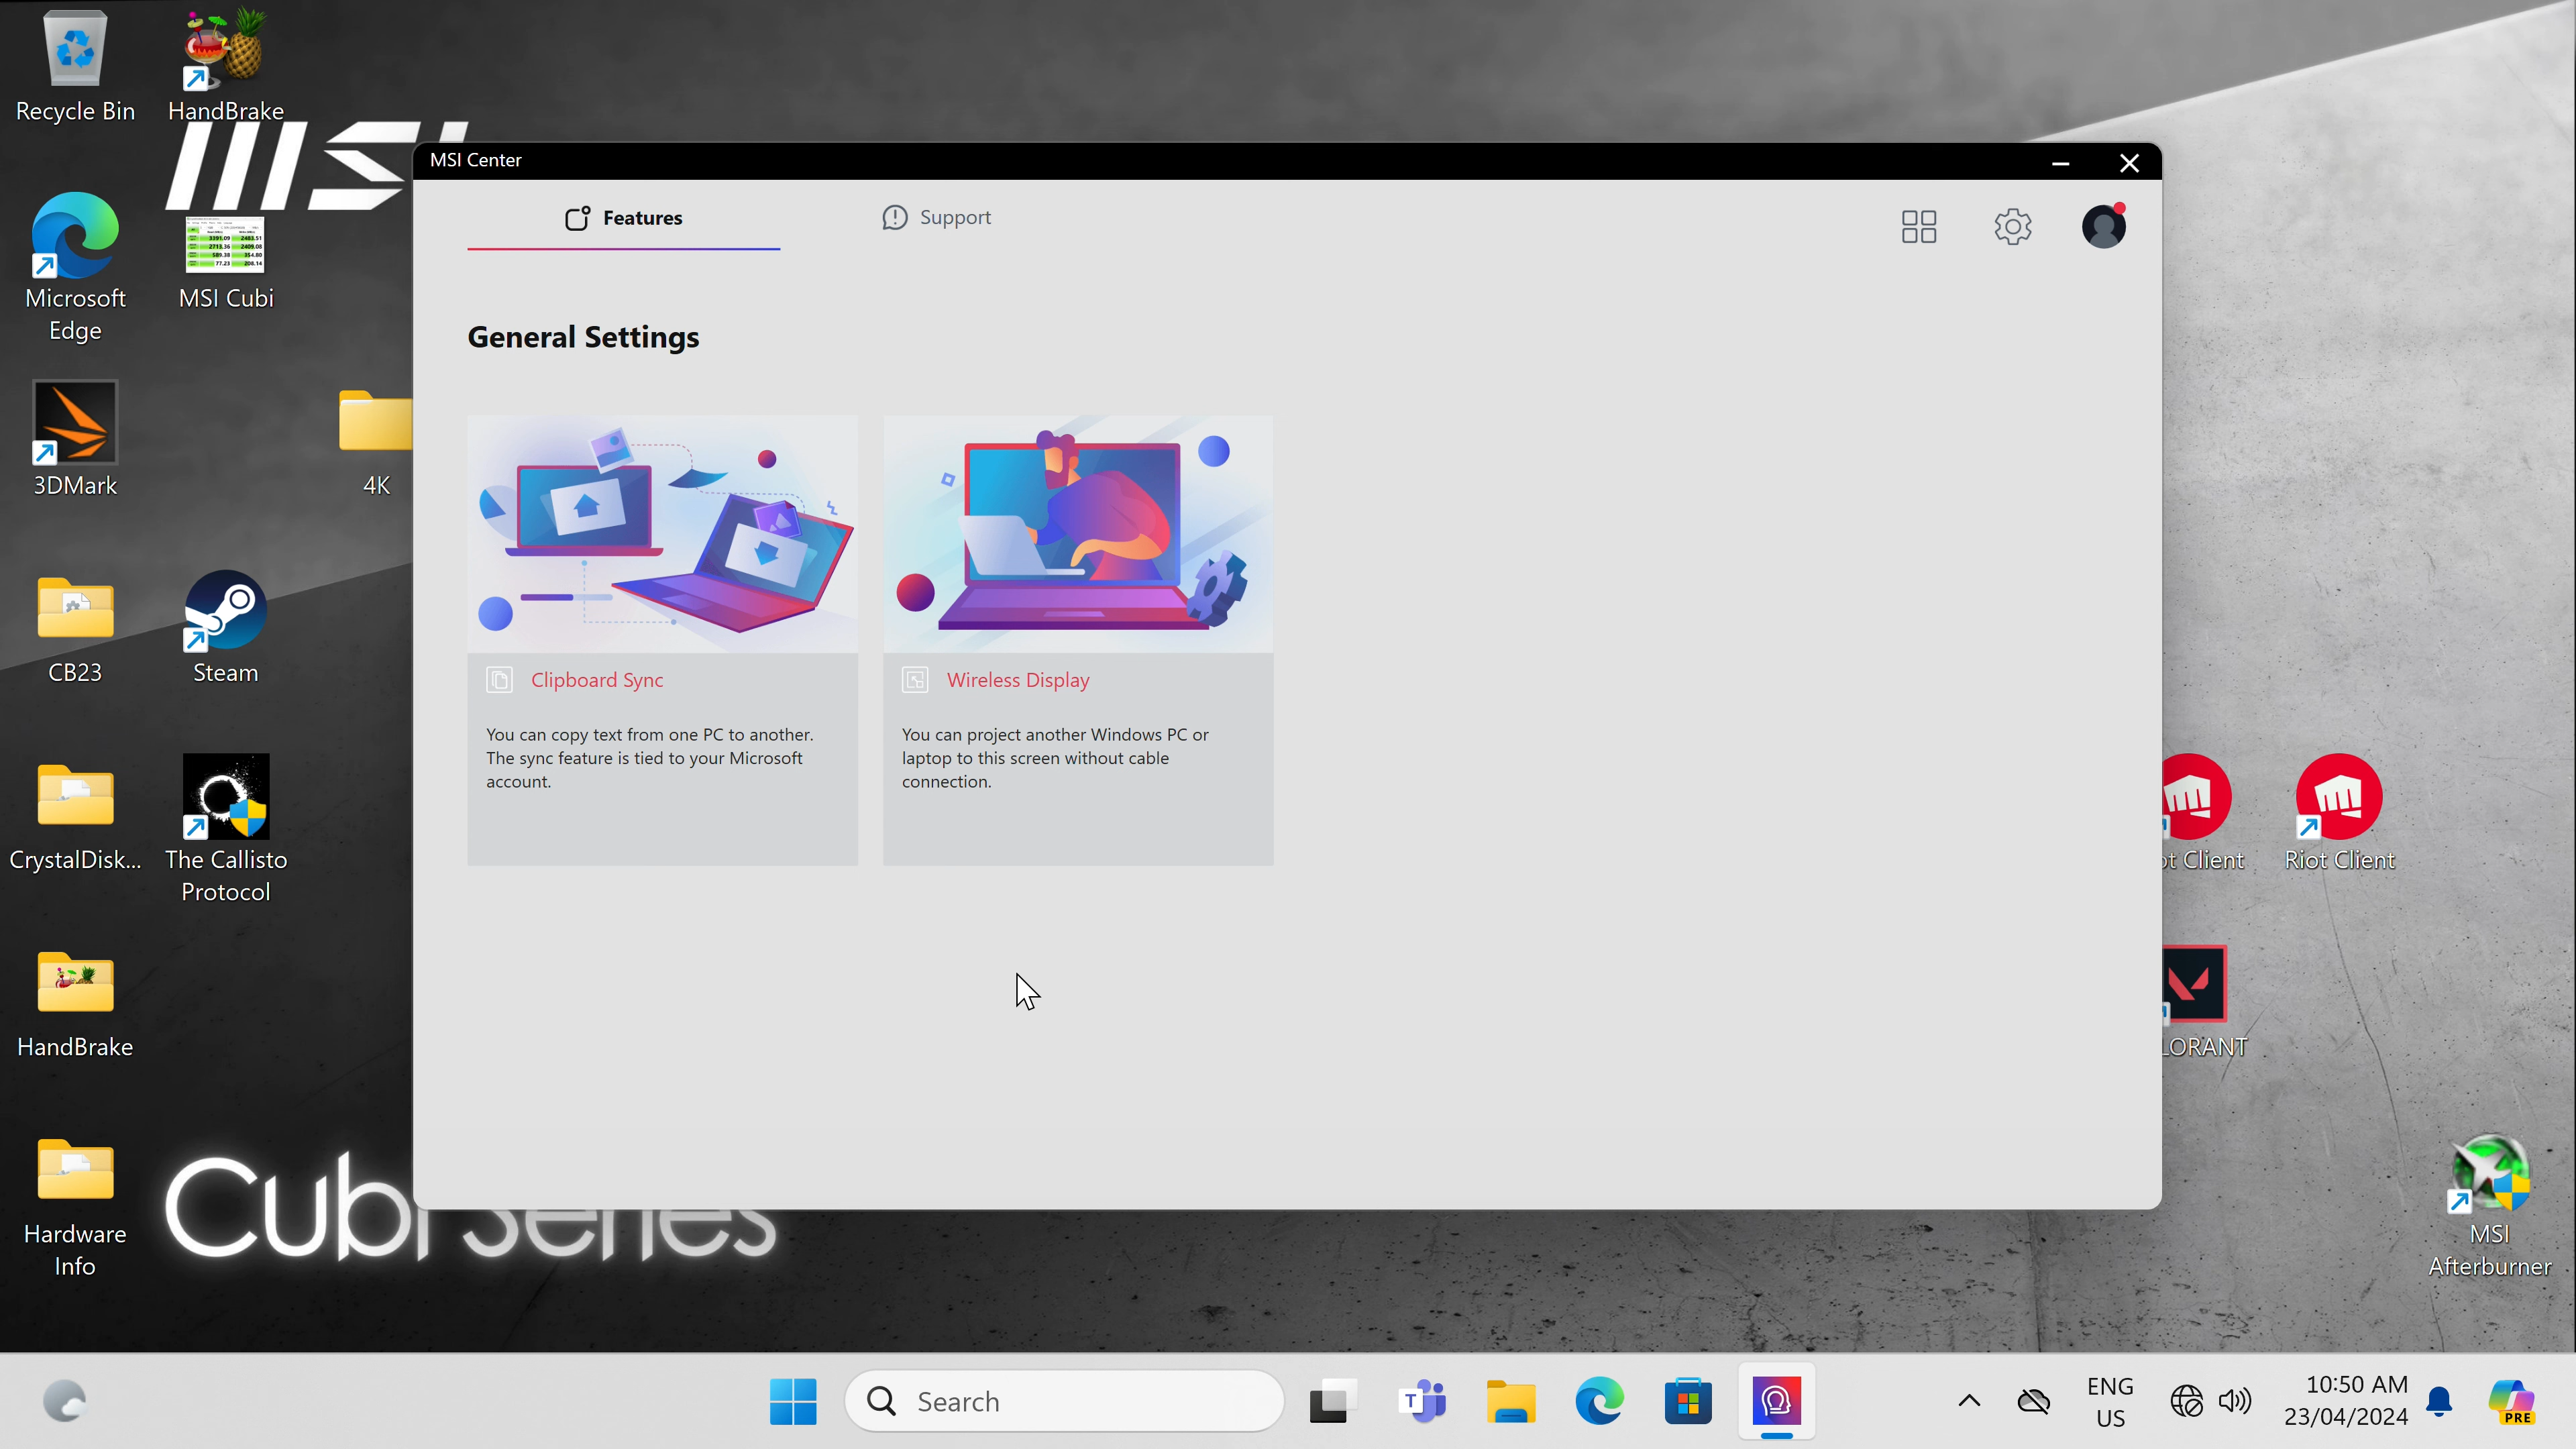 Recycle Bin
HandBrake
Microsoft
Edge
MSI Cubi
3DMark
4K
CB23
Steam
CrystalDisk...
The Callisto
Protocol
HandBrake
Hardware
Info
MSI Center
Features
Support
General Settings
Clipboard Sync
You can copy text from one PC to another.
The sync feature is tied to your Microsoft
account.
Wireless Display
You can project another Windows PC or
laptop to this screen without cable
connection.
ot Client
Riot Client
LORANT
MSI
Afterburner
Search
ENG
US
10:50 AM
23/04/2024
PRE